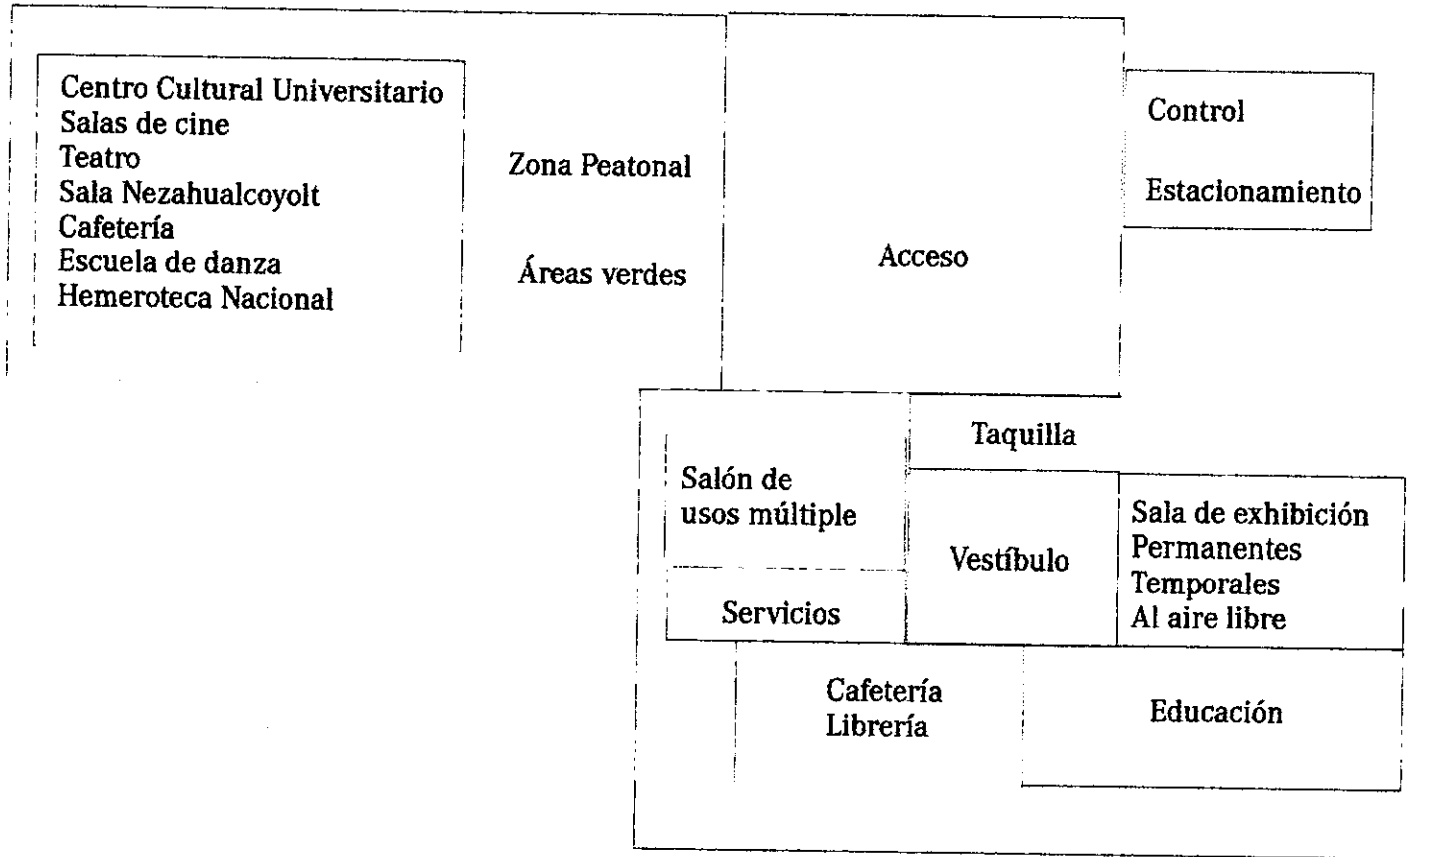 Centro Cultural Universitario
Salas de cine
Teatro
Sala Nezahualcoyolt
Cafetería
Escuela de danza
Hemeroteca Nacional
Zona Peatonal
Áreas verdes
Acceso
Control
Estacionamiento
Taquilla
Salón de
usos múltiple
Servicios
Vestíbulo
Sala de exhibición
Permanentes
Temporales
Al aire libre
Cafetería
Librería
Educación